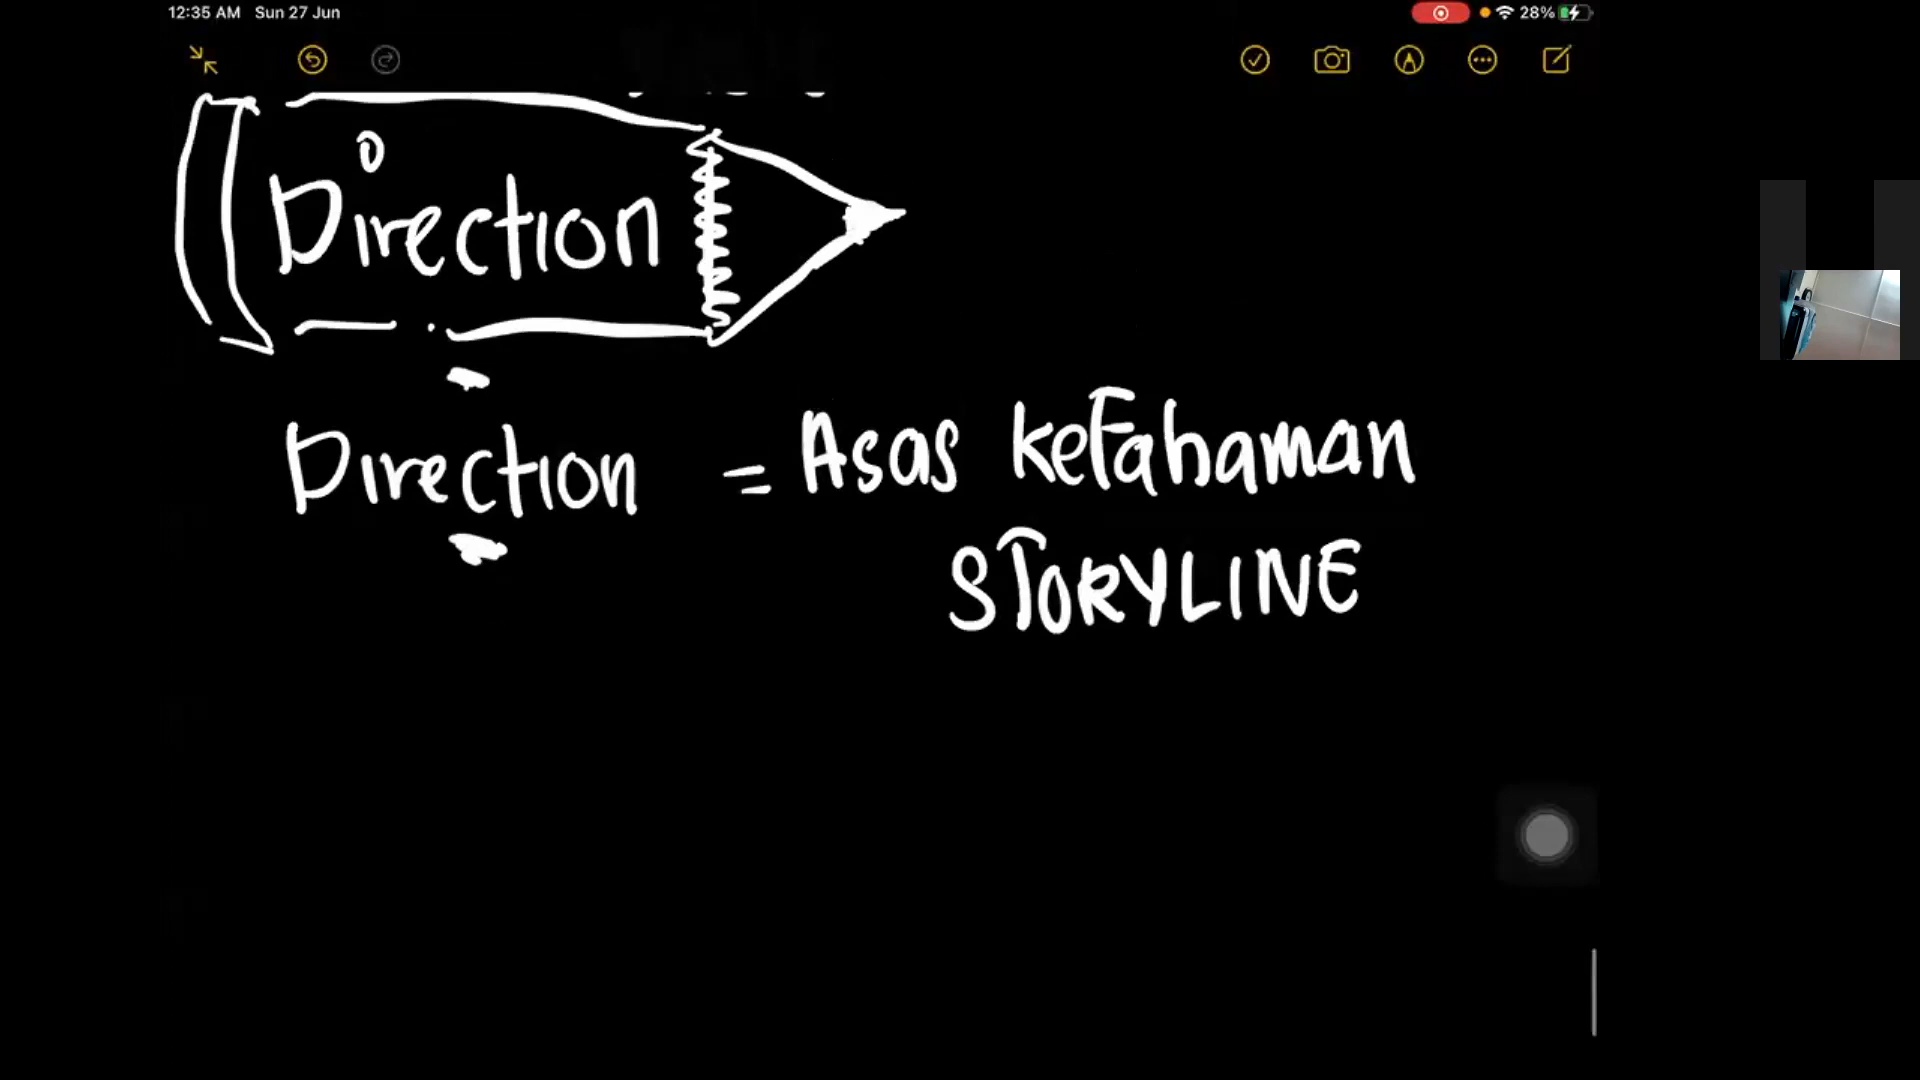 12:35 AM Sun 27 Jun
28%
Direction
Direction = Asas kefahaman
STORYLINE